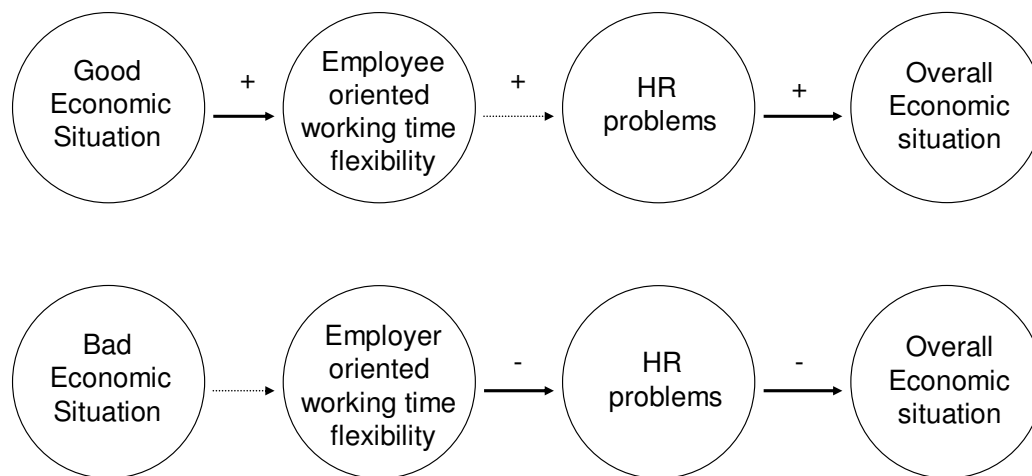 Good
Economic
Situation
+
Employee
oriented
working time
flexibility
+
HR
problems
+
Overall
Economic
situation
Bad
Economic
Situation
Employer
oriented
working time
flexibility
-
HR
problems
-
Overall
Economic
situation